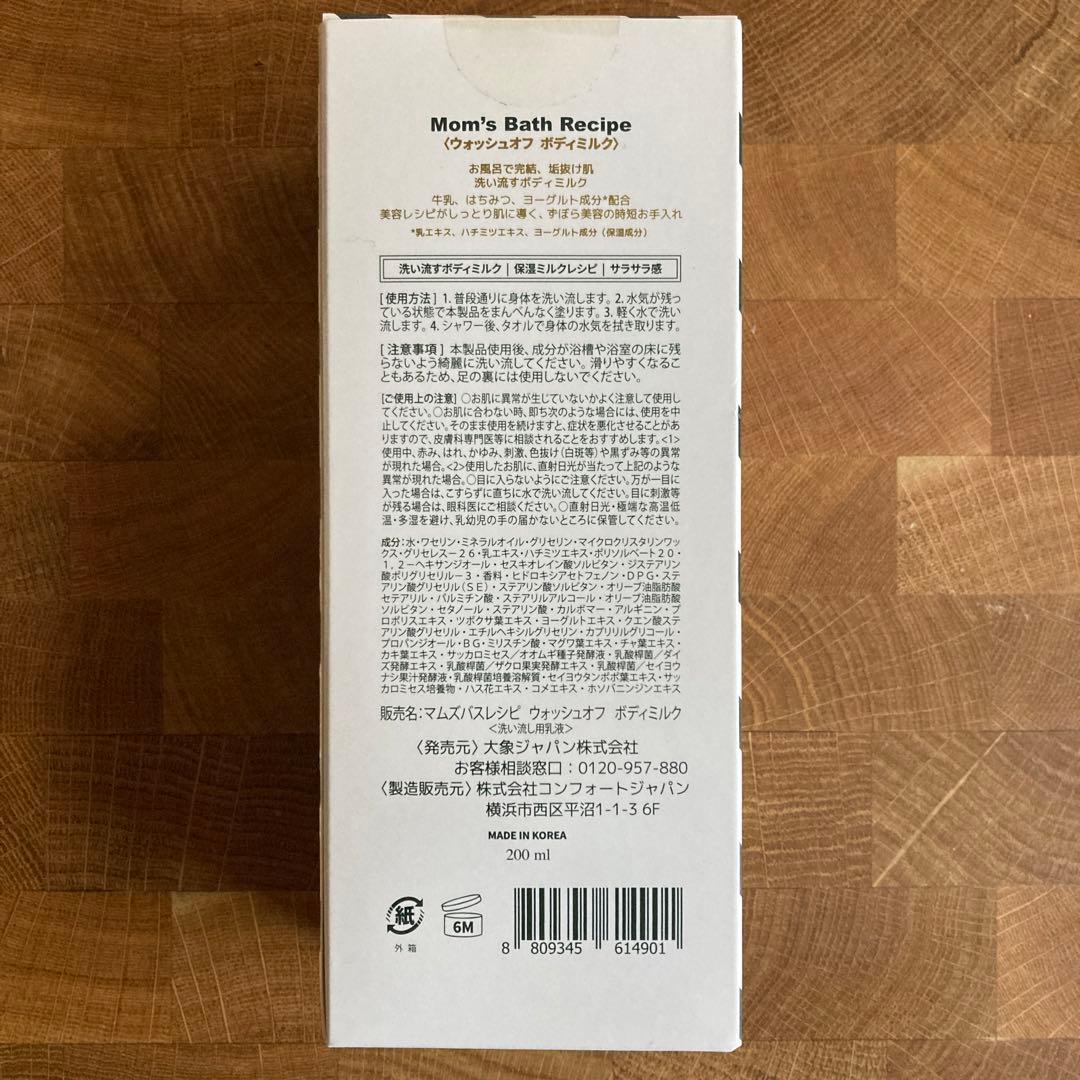 Mom's Bath Recipe
〈ウォッシュオフ ボディミルク〉
お風呂で完結、垢抜け肌
洗い流すボディミルク
牛乳、はちみつ、ヨーグルト成分*配合
美容レシピがしっとり肌に導く、ずぼら美容の時短お手入れ
*乳エキス、ハチミツエキス、ヨーグルト成分（保湿成分）
洗い流すボディミルク | 保湿ミルクレシピ | サラサラ感
[ 使用方法 ] 1. 普段通りに身体を洗い流します。2. 水気が残っ
ている状態で本製品をまんべんなく塗ります。3. 軽く水で洗い
流します。4. シャワー後、タオルで身体の水気を拭き取ります。
[ 注意事項 ] 本製品使用後、成分が浴槽や浴室の床に残
らないよう綺麗に洗い流してください。滑りやすくなるこ
ともあるため、足の裏には使用しないでください。
[ご使用上の注意] ○お肌に異常が生じていないかよく注意して使用し
てください。○お肌に合わない時、即ち次のような場合には、使用を中
止してください。そのまま使用を続けますと、症状を悪化させることがあ
りますので、皮膚科専門医等に相談されることをおすすめします。<1>
使用中、赤み、はれ、かゆみ、刺激、色抜け（白斑等）や黒ずみ等の異常
が現れた場合。<2>使用したお肌に、直射日光が当たって上記のような
異常が現れた場合。○目に入らないようにご注意ください。万が一目に
入った場合は、こすらずに直ちに水で洗い流してください。目に刺激等
が残る場合は、眼科医にご相談ください。○直射日光・極端な高温低
温・多湿を避け、乳幼児の手の届かないところに保管してください。
成分：水・ワセリン・ミネラルオイル・グリセリン・マイクロクリスタリンワッ
クス・グリセレス－２６・乳エキス・ハチミツエキス・ポリソルベート２０・
１，２－ヘキサンジオール・セスキオレイン酸ソルビタン・ジステアリン
酸ポリグリセリル－３・香料・ヒドロキシアセトフェノン・ＤＰＧ・ステ
アリン酸グリセリル（ＳＥ）・ステアリン酸ソルビタン・オリーブ油脂肪酸
セテアリル・パルミチン酸・ステアリルアルコール・オリーブ油脂肪酸
ソルビタン・セタノール・ステアリン酸・カルボマー・アルギニン・プ
ロポリスエキス・ツボクサ葉エキス・ヨーグルトエキス・クエン酸ステ
アリン酸グリセリル・エチルヘキシルグリセリン・カプリリルグリコール・
プロパンジオール・ＢＧ・ミリスチン酸・マグワ葉エキス・チャ葉エキス・
カキ葉エキス・サッカロミセス／オオムギ種子発酵液・乳酸桿菌／ダイ
ズ発酵エキス・乳酸桿菌／ザクロ果実発酵エキス・乳酸桿菌／セイヨウ
ナシ果汁発酵液・乳酸桿菌培養溶解質・セイヨウタンポポ葉エキス・サッ
カロミセス培養物・ハス花エキス・コメエキス・ホソバニンジンエキス
販売名：マムズバスレシピ ウォッシュオフ ボディミルク
＜洗い流し用乳液＞
〈発売元〉大象ジャパン株式会社
お客様相談窓口：0120-957-880
〈製造販売元〉株式会社コンフォートジャパン
横浜市西区平沼1-1-3 6F
MADE IN KOREA
200 ml
紙
外箱
6M
8 809345 614901